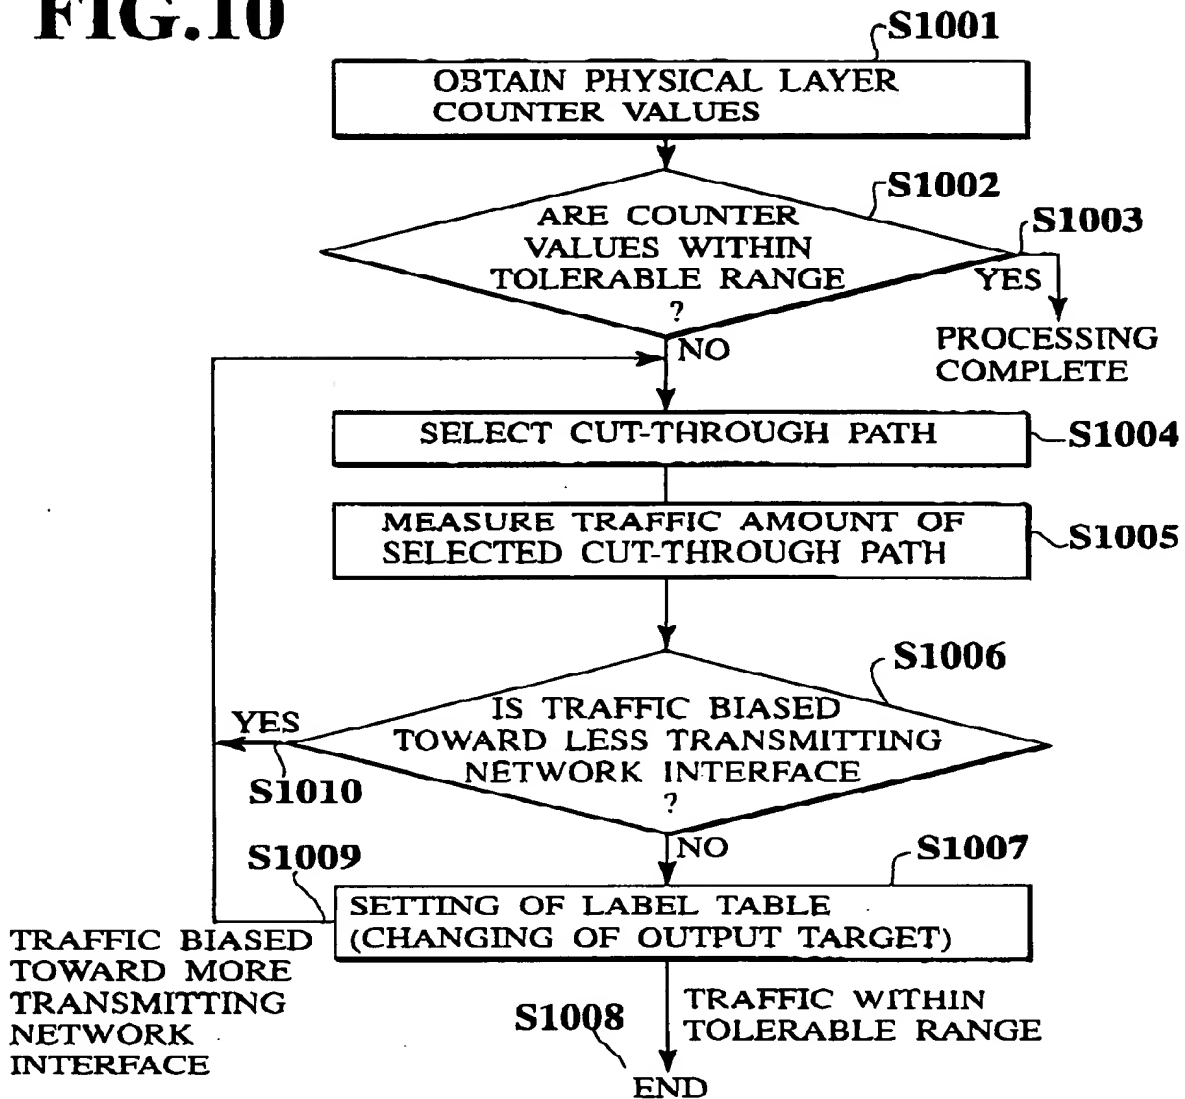 FIG.10
S1001
OBTAIN PHYSICAL LAYER
COUNTER VALUES
S1002
ARE COUNTER
VALUES WITHIN
TOLERABLE RANGE
?
S1003
YES
PROCESSING
COMPLETE
NO
SELECT CUT-THROUGH PATH
S1004
MEASURE TRAFFIC AMOUNT OF
SELECTED CUT-THROUGH PATH
S1005
S1006
IS TRAFFIC BIASED
TOWARD LESS TRANSMITTING
NETWORK INTERFACE
?
YES
S1010
NO
S1007
S1009
SETTING OF LABEL TABLE
(CHANGING OF OUTPUT TARGET)
TRAFFIC BIASED
TOWARD MORE
TRANSMITTING
NETWORK
INTERFACE
TRAFFIC WITHIN
TOLERABLE RANGE
S1008
END